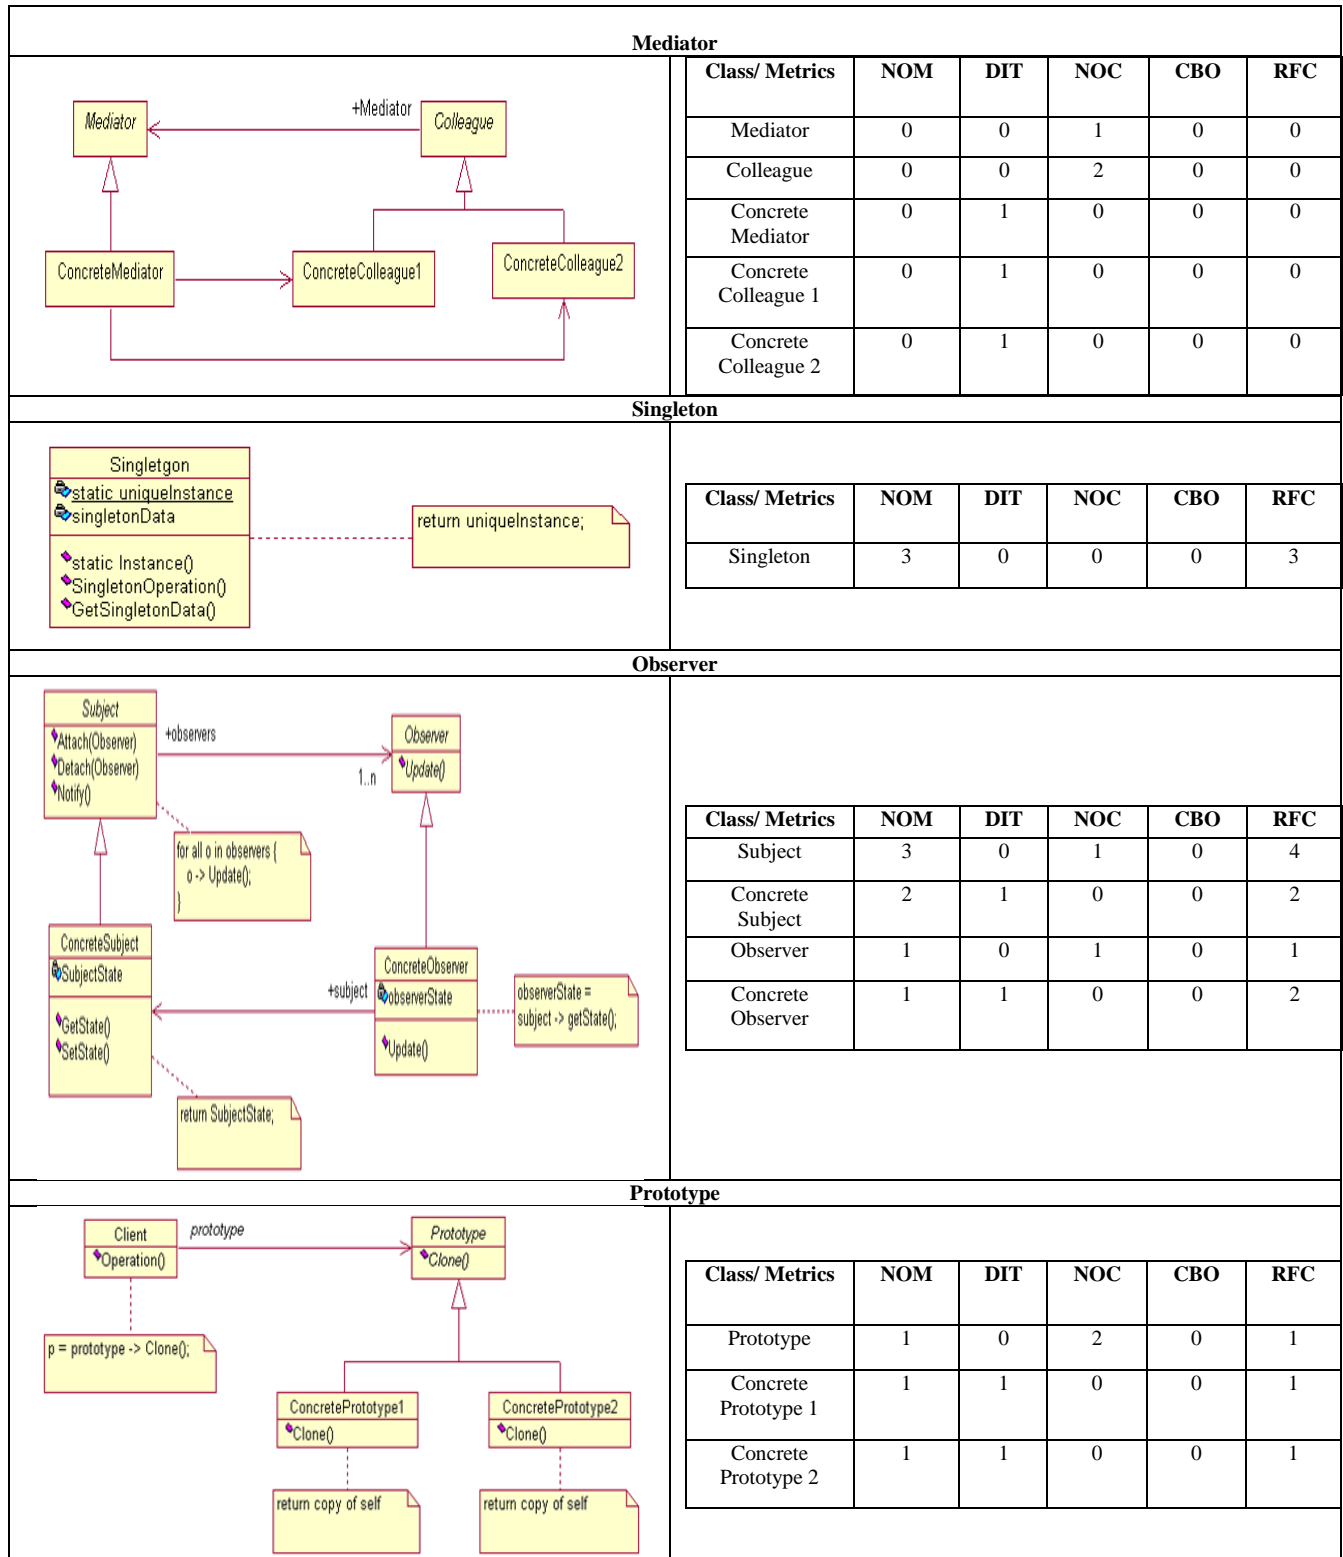 Mediator
+Mediator
Mediator
Colleague
ConcreteMediator
ConcreteColleague1
ConcreteColleague2
Class/ Metrics NOM DIT NOC CBO RFC
Mediator 0 0 1 0 0
Colleague 0 0 2 0 0
Concrete
Mediator 0 1 0 0 0
Concrete
Colleague 1 0 1 0 0 0
Concrete
Colleague 2 0 1 0 0 0
Singleton
Singletgon
static uniqueInstance
singletonData
static Instance()
SingletonOperation()
GetSingletonData()
return uniqueInstance;
Class/ Metrics NOM DIT NOC CBO RFC
Singleton 3 0 0 0 3
Observer
Subject
Attach(Observer)
Detach(Observer)
Notify()
+observers
1..n
Observer
Update()
for all o in observers {
o -> Update();
}
ConcreteSubject
SubjectState
GetState()
SetState()
+subject
ConcreteObserver
observerState
Update()
observerState =
subject -> getState();
return SubjectState;
Class/ Metrics NOM DIT NOC CBO RFC
Subject 3 0 1 0 4
Concrete
Subject 2 1 0 0 2
Observer 1 0 1 0 1
Concrete
Observer 1 1 0 0 2
Prototype
Client
Operation()
prototype
Prototype
Clone()
p = prototype -> Clone();
ConcretePrototype1
Clone()
ConcretePrototype2
Clone()
return copy of self
return copy of self
Class/ Metrics NOM DIT NOC CBO RFC
Prototype 1 0 2 0 1
Concrete
Prototype 1 1 1 0 0 1
Concrete
Prototype 2 1 1 0 0 1